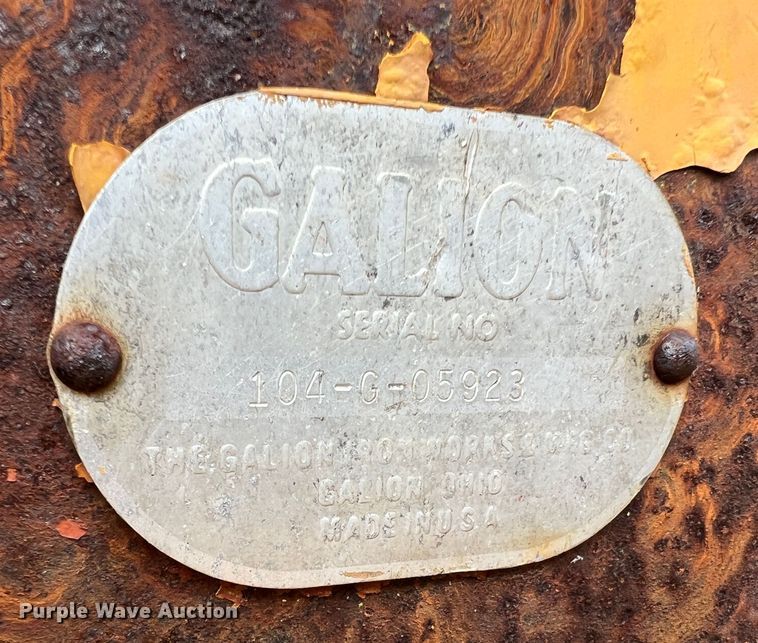 GALION
SERIAL NO
104-G-05923
THE GALION IRON WORKS & MFG. CO.
GALION, OHIO
MADE IN U.S.A
Purple Wave Auction